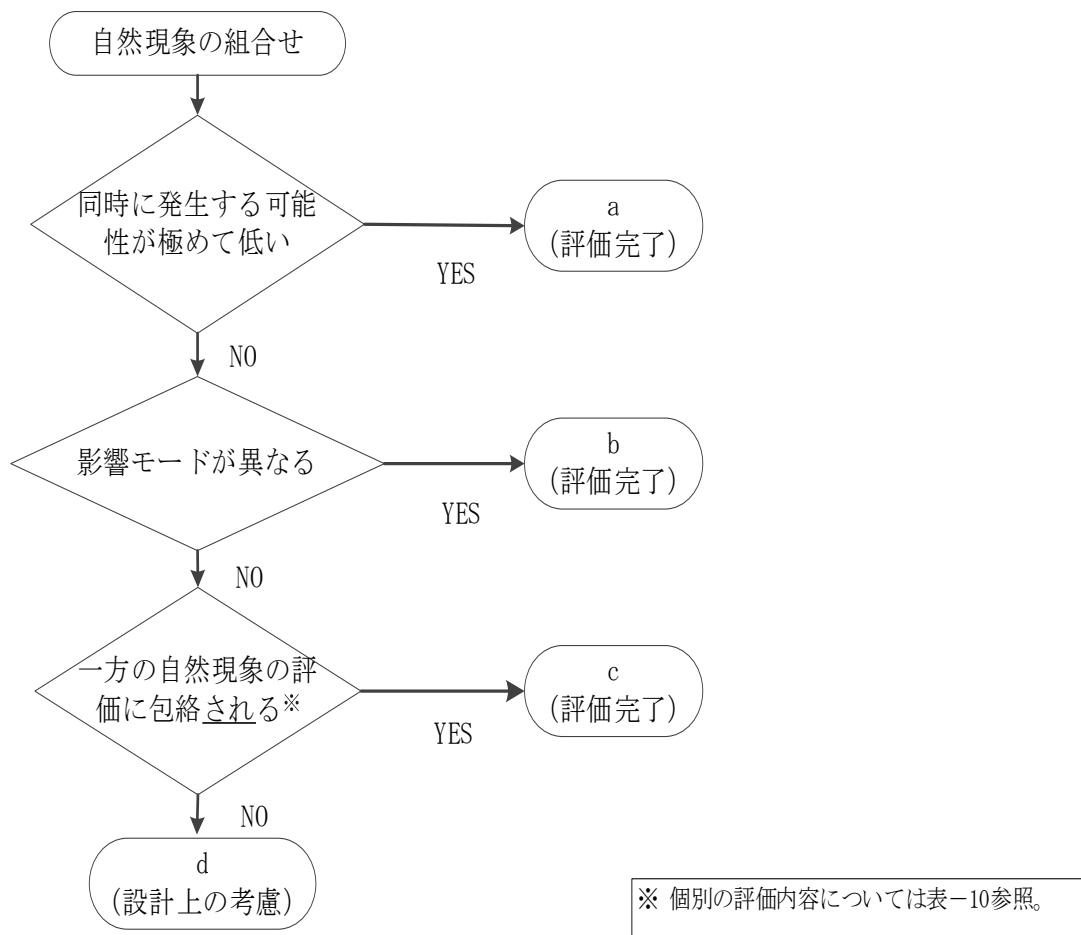 自然現象の組合せ
同時に発生する可能
性が極めて低い
a
(評価完了)
YES
NO
影響モードが異なる
b
(評価完了)
YES
NO
一方の自然現象の評
価に包絡される※
c
(評価完了)
YES
NO
d
(設計上の考慮)
※ 個別の評価内容については表－10参照。